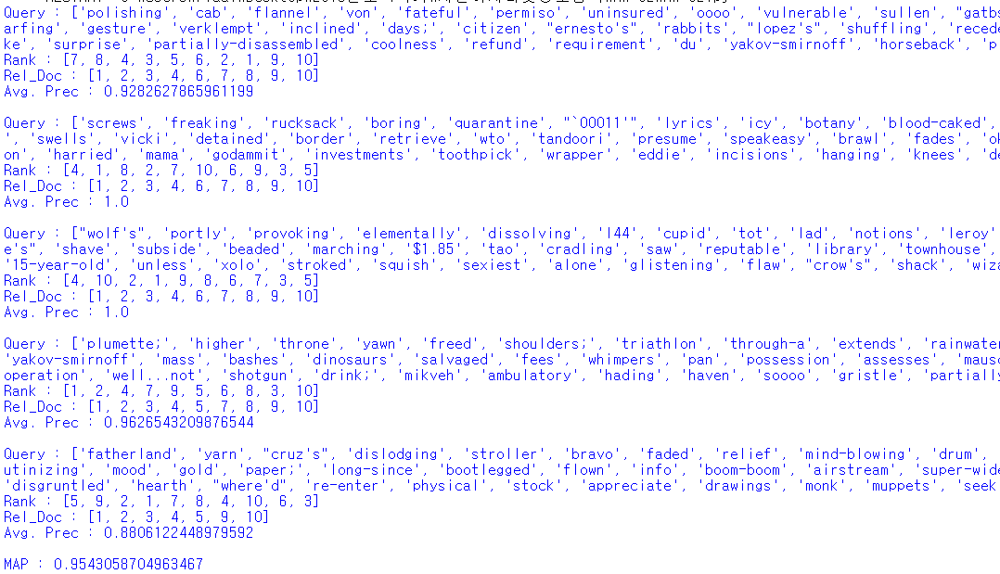 Query : ['polishing', 'cab', 'flannel', 'von', 'fateful', 'permiso', 'uninsured', 'oooo', 'vulnerable', 'sullen', "gatbs
arfing', 'gesture', 'verklempt', 'inclined', 'days;', 'citizen', "ernesto's", 'rabbits', "lopez's", 'shuffling', 'recede
ke', 'surprise', 'partially-disassembled', 'coolness', 'refund', 'requirement', 'du', 'yakov-smirnoff', 'horseback', 'p
Rank : [7, 8, 4, 3, 5, 6, 2, 1, 9, 10]
Rel_Doc : [1, 2, 3, 4, 6, 7, 8, 9, 10]
Avg. Prec : 0.9282627865961199
Query : ['screws', 'freaking', 'rucksack', 'boring', 'quarantine', "`00011'", 'lyrics', 'icy', 'botany', 'blood-caked',
', 'swells', 'vicki', 'detained', 'border', 'retrieve', 'wto', 'tandoori', 'presume', 'speakeasy', 'brawl', 'fades', 'ok
on', 'harried', 'mama', 'godammit', 'investments', 'toothpick', 'wrapper', 'eddie', 'incisions', 'hanging', 'knees', 'de
Rank : [4, 1, 8, 2, 7, 10, 6, 9, 3, 5]
Rel_Doc : [1, 2, 3, 4, 6, 7, 8, 9, 10]
Avg. Prec : 1.0
Query : ["wolf's", 'portly', 'provoking', 'elementally', 'dissolving', 'l44', 'cupid', 'tot', 'lad', 'notions', 'leroy'
e's", 'shave', 'subside', 'beaded', 'marching', '$1.85', 'tao', 'cradling', 'saw', 'reputable', 'library', 'townhouse',
'15-year-old', 'unless', 'xolo', 'stroked', 'squish', 'sexiest', 'alone', 'glistening', 'flaw', "crow's", 'shack', 'wiza
Rank : [4, 10, 2, 1, 9, 8, 6, 7, 3, 5]
Rel_Doc : [1, 2, 3, 4, 6, 7, 8, 9, 10]
Avg. Prec : 1.0
Query : ['plumette;', 'higher', 'throne', 'yawn', 'freed', 'shoulders;', 'triathlon', 'through-a', 'extends', 'rainwater
'yakov-smirnoff', 'mass', 'bashes', 'dinosaurs', 'salvaged', 'fees', 'whimpers', 'pan', 'possession', 'assesses', 'mauso
operation', 'well...not', 'shotgun', 'drink;', 'mikveh', 'ambulatory', 'hading', 'haven', 'soooo', 'gristle', 'partially
Rank : [1, 2, 4, 7, 9, 5, 6, 8, 3, 10]
Rel_Doc : [1, 2, 3, 4, 5, 7, 8, 9, 10]
Avg. Prec : 0.9626543209876544
Query : ['fatherland', 'yarn', "cruz's", 'dislodging', 'stroller', 'bravo', 'faded', 'relief', 'mind-blowing', 'drum',
utinizing', 'mood', 'gold', 'paper;', 'long-since', 'bootlegged', 'flown', 'info', 'boom-boom', 'airstream', 'super-wide
'disgruntled', 'hearth', "where'd", 're-enter', 'physical', 'stock', 'appreciate', 'drawings', 'monk', 'muppets', 'seek
Rank : [5, 9, 2, 1, 7, 8, 4, 10, 6, 3]
Rel_Doc : [1, 2, 3, 4, 5, 9, 10]
Avg. Prec : 0.8806122448979592
MAP : 0.9543058704963467